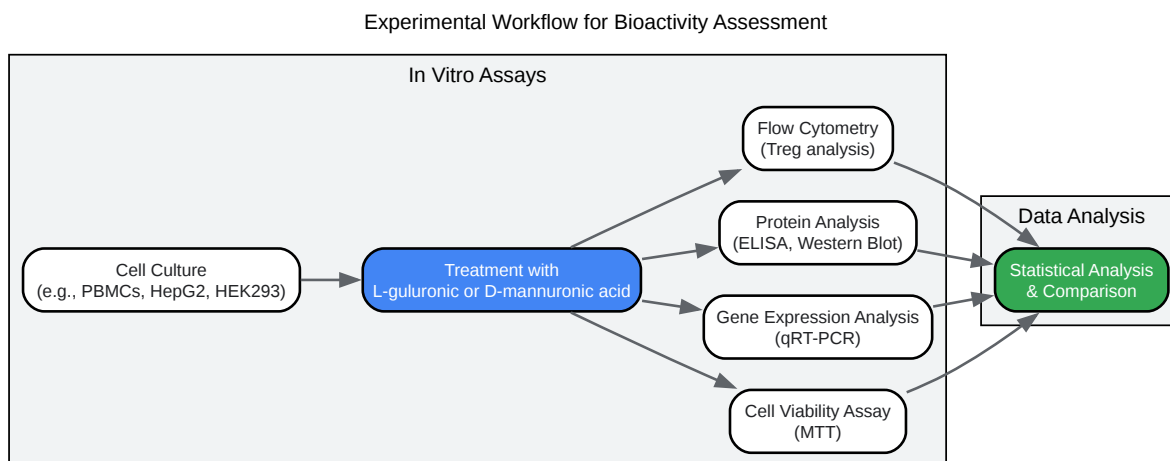 Experimental Workflow for Bioactivity Assessment
In Vitro Assays
Cell Culture
(e.g., PBMCs, HepG2, HEK293)
Treatment with
L-guluronic or D-mannuronic acid
Flow Cytometry
(Treg analysis)
Protein Analysis
(ELISA, Western Blot)
Gene Expression Analysis
(qRT-PCR)
Cell Viability Assay
(MTT)
Data Analysis
Statistical Analysis
& Comparison